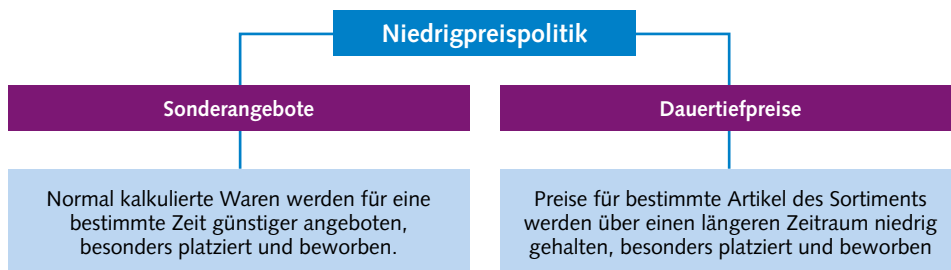 Niedrigpreispolitik
Sonderangebote
Normal kalkulierte Waren werden für eine
bestimmte Zeit günstiger angeboten,
besonders platziert und beworben.
Dauertiefpreise
Preise für bestimmte Artikel des Sortiments
werden über einen längeren Zeitraum niedrig
gehalten, besonders platziert und beworben